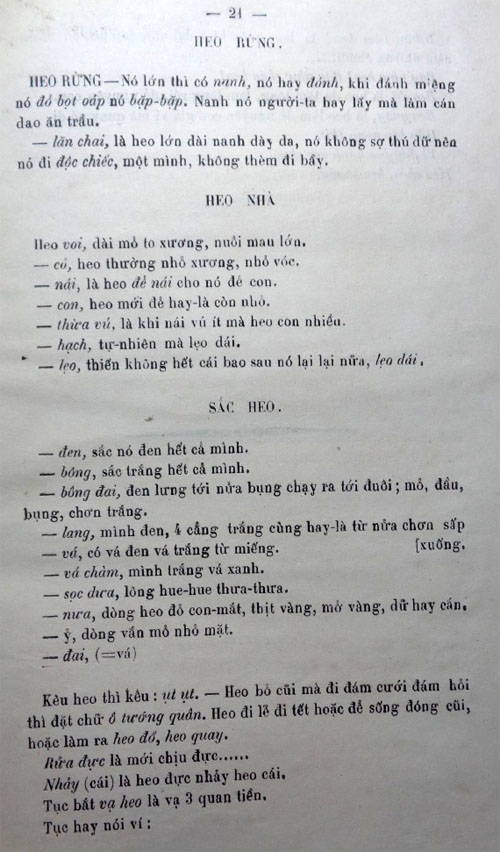 — 21 —
HEO RỪNG.
HEO RỪNG — Nó lớn thì có nanh, nó hay đánh, khi đánh miệng
nó đổ bọt oáp nó bặp-bặp. Nanh nó người-ta hay lấy mà làm cán
dao ăn trầu.
— lăn chai, là heo lớn dài nanh dày da, nó không sợ thú dữ nên
nó đi độc chiếc, một mình, không thèm đi bầy.
HEO NHÀ
Heo voi, dài mỏ to xương, nuôi mau lớn.
— cỏ, heo thường nhỏ xương, nhỏ vóc.
— nái, là heo để nái cho nó đẻ con.
— con, heo mới đẻ hay-là còn nhỏ.
— thừa vú, là khi nái vú ít mà heo con nhiều.
— hạch, tự-nhiên mà lẹo dái.
— lẹo, thiến không hết cái bao sau nó lại lại nữa, lẹo dái.
SẮC HEO.
— đen, sắc nó đen hết cả mình.
— bông, sắc trắng hết cả mình.
— bông đai, đen lưng tới nửa bụng chạy ra tới đuôi; mỏ, đầu,
bụng, chơn trắng.
— lang, mình đen, 4 cẳng trắng cùng hay-là từ nửa chơn sấp
— vá, có vá đen vá trắng từ miếng. [xuống.
— vá chàm, mình trắng vá xanh.
— sọc dưa, lông hue-hue thưa-thưa.
— nưa, dòng heo đỏ con-mắt, thịt vàng, mở vàng, dữ hay cắn.
— ỷ, dòng vắn mỏ nhỏ mặt.
— đai, (=vá)
Kêu heo thì kêu: ụt ụt. — Heo bỏ cũi mà đi đám cưới đám hỏi
thì đặt chữ ô tướng quân. Heo đi lễ đi tết hoặc để sống đóng cũi,
hoặc làm ra heo đồ, heo quay.
Rửa đực là mới chịu đực......
Nhảy (cái) là heo đực nhảy heo cái.
Tục bắt vạ heo là vạ 3 quan tiền.
Tục hay nói ví: